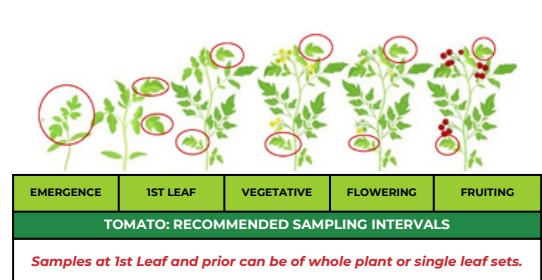 EMERGENCE 1ST LEAF VEGETATIVE FLOWERING FRUITING
TOMATO: RECOMMENDED SAMPLING INTERVALS
Samples at 1st Leaf and prior can be of whole plant or single leaf sets.